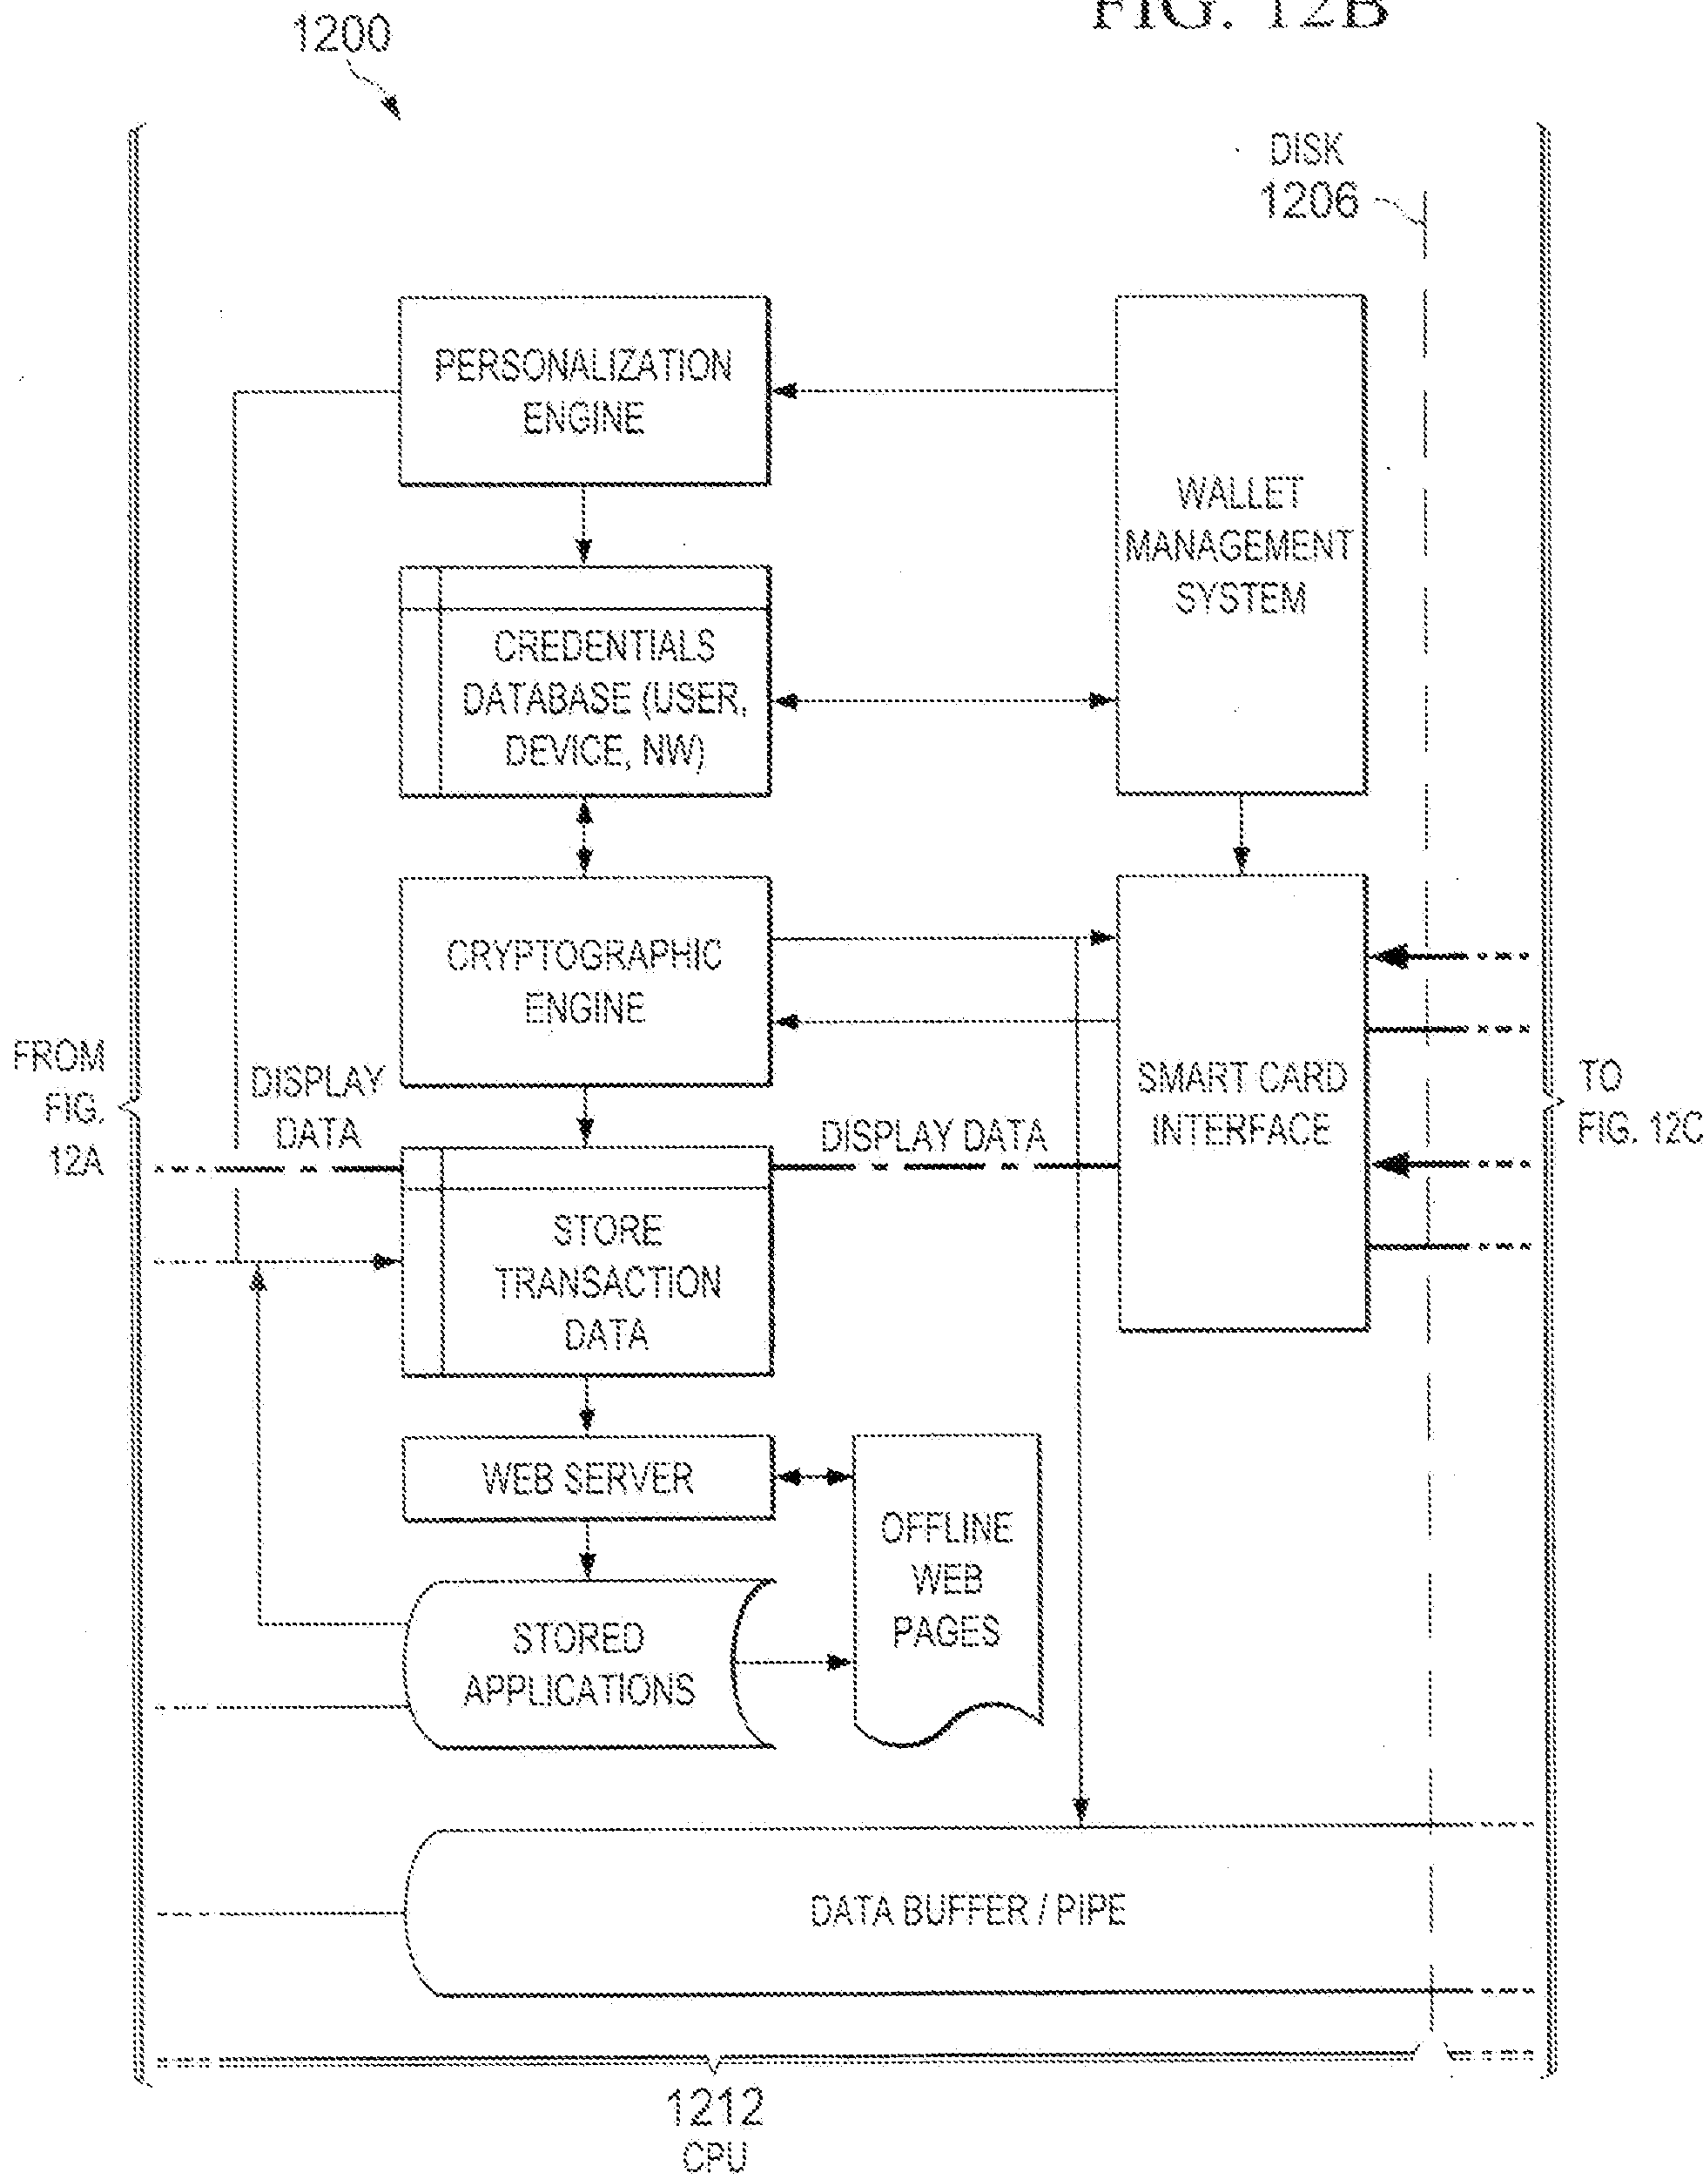 FIG. 12B
1200
DISK
1206
PERSONALIZATION
ENGINE
WALLET
MANAGEMENT
SYSTEM
CREDENTIALS
DATABASE (USER,
DEVICE, NW)
CRYPTOGRAPHIC
ENGINE
SMART CARD
INTERFACE
FROM
FIG.
12A
DISPLAY
DATA
DISPLAY DATA
TO
FIG. 12C
STORE
TRANSACTION
DATA
WEB SERVER
OFFLINE
WEB
PAGES
STORED
APPLICATIONS
DATA BUFFER / PIPE
1212
CPU